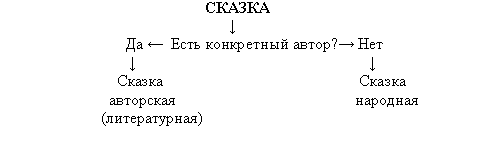 СКАЗКА
↓
Да ← Есть конкретный автор?→ Нет
↓ ↓
Сказка Сказка
авторская народная
(литературная)